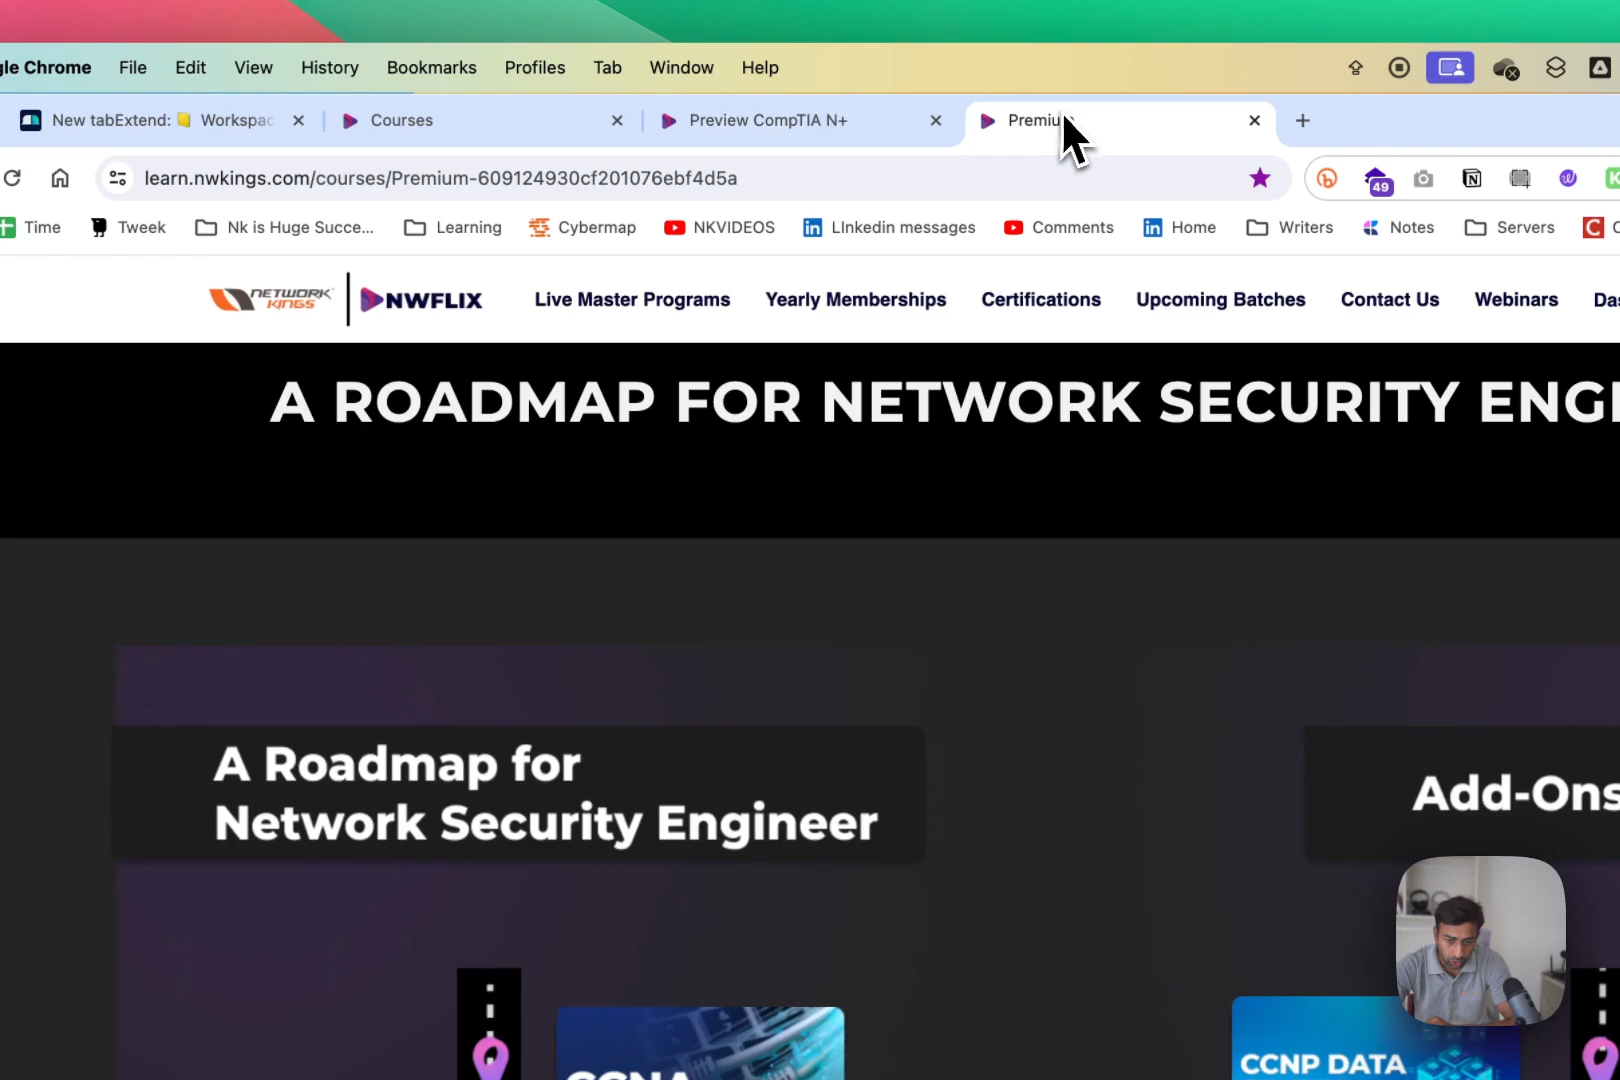 gle Chrome File Edit View History Bookmarks Profiles Tab Window Help
New tabExtend: Workspac Courses Preview CompTIA N+ Premiu
learn.nwkings.com/courses/Premium-609124930cf201076ebf4d5a 49
Time Tweek Nk is Huge Succe... Learning Cybermap NKVIDEOS LInkedin messages Comments Home Writers Notes Servers
NETWORK
KINGS
NWFLIX Live Master Programs Yearly Memberships Certifications Upcoming Batches Contact Us Webinars Das
A ROADMAP FOR NETWORK SECURITY ENGI
A Roadmap for
Network Security Engineer
Add-Ons
CCNA
CCNP DATA